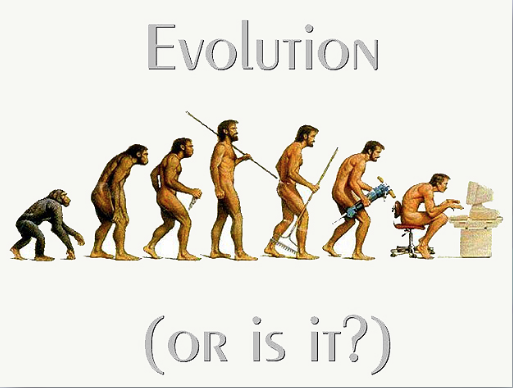 Evolution
(or is it?)